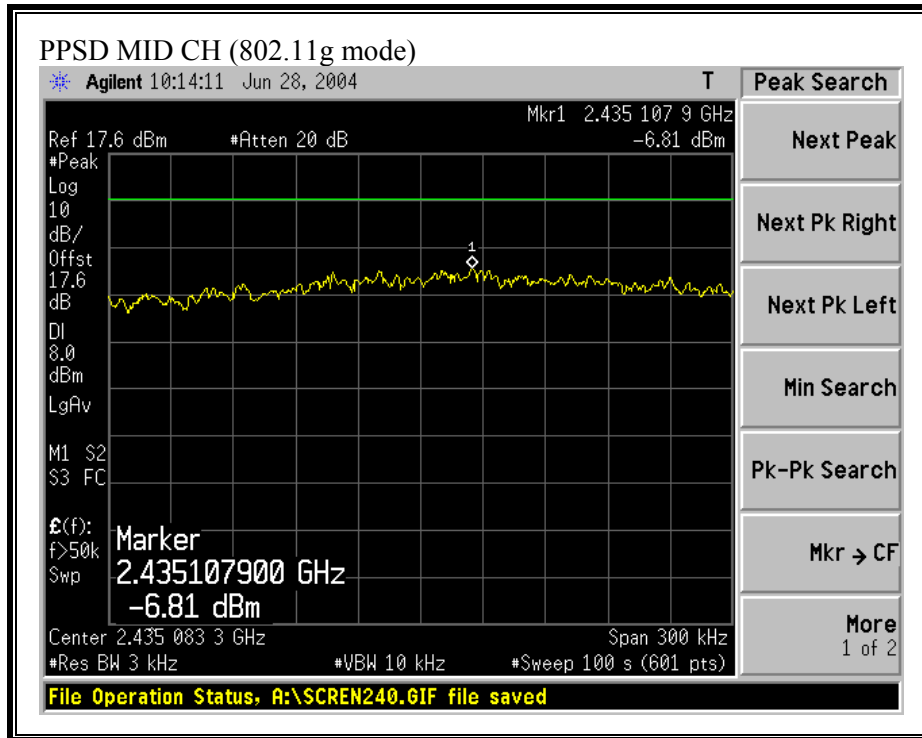 PPSD MID CH (802.11g mode)
Agilent 10:14:11 Jun 28, 2004 T
Peak Search
Mkr1 2.435 107 9 GHz
Ref 17.6 dBm #Atten 20 dB -6.81 dBm
#Peak
Log
10
dB/
Offst
17.6
dB
DI
8.0
dBm
LgAv
M1 S2
S3 FC
£(f):
f>50k
Swp
1
Marker
2.435107900 GHz
-6.81 dBm
Center 2.435 083 3 GHz Span 300 kHz
#Res BW 3 kHz #VBW 10 kHz #Sweep 100 s (601 pts)
Next Peak
Next Pk Right
Next Pk Left
Min Search
Pk-Pk Search
Mkr → CF
More
1 of 2
File Operation Status, A:\SCREN240.GIF file saved